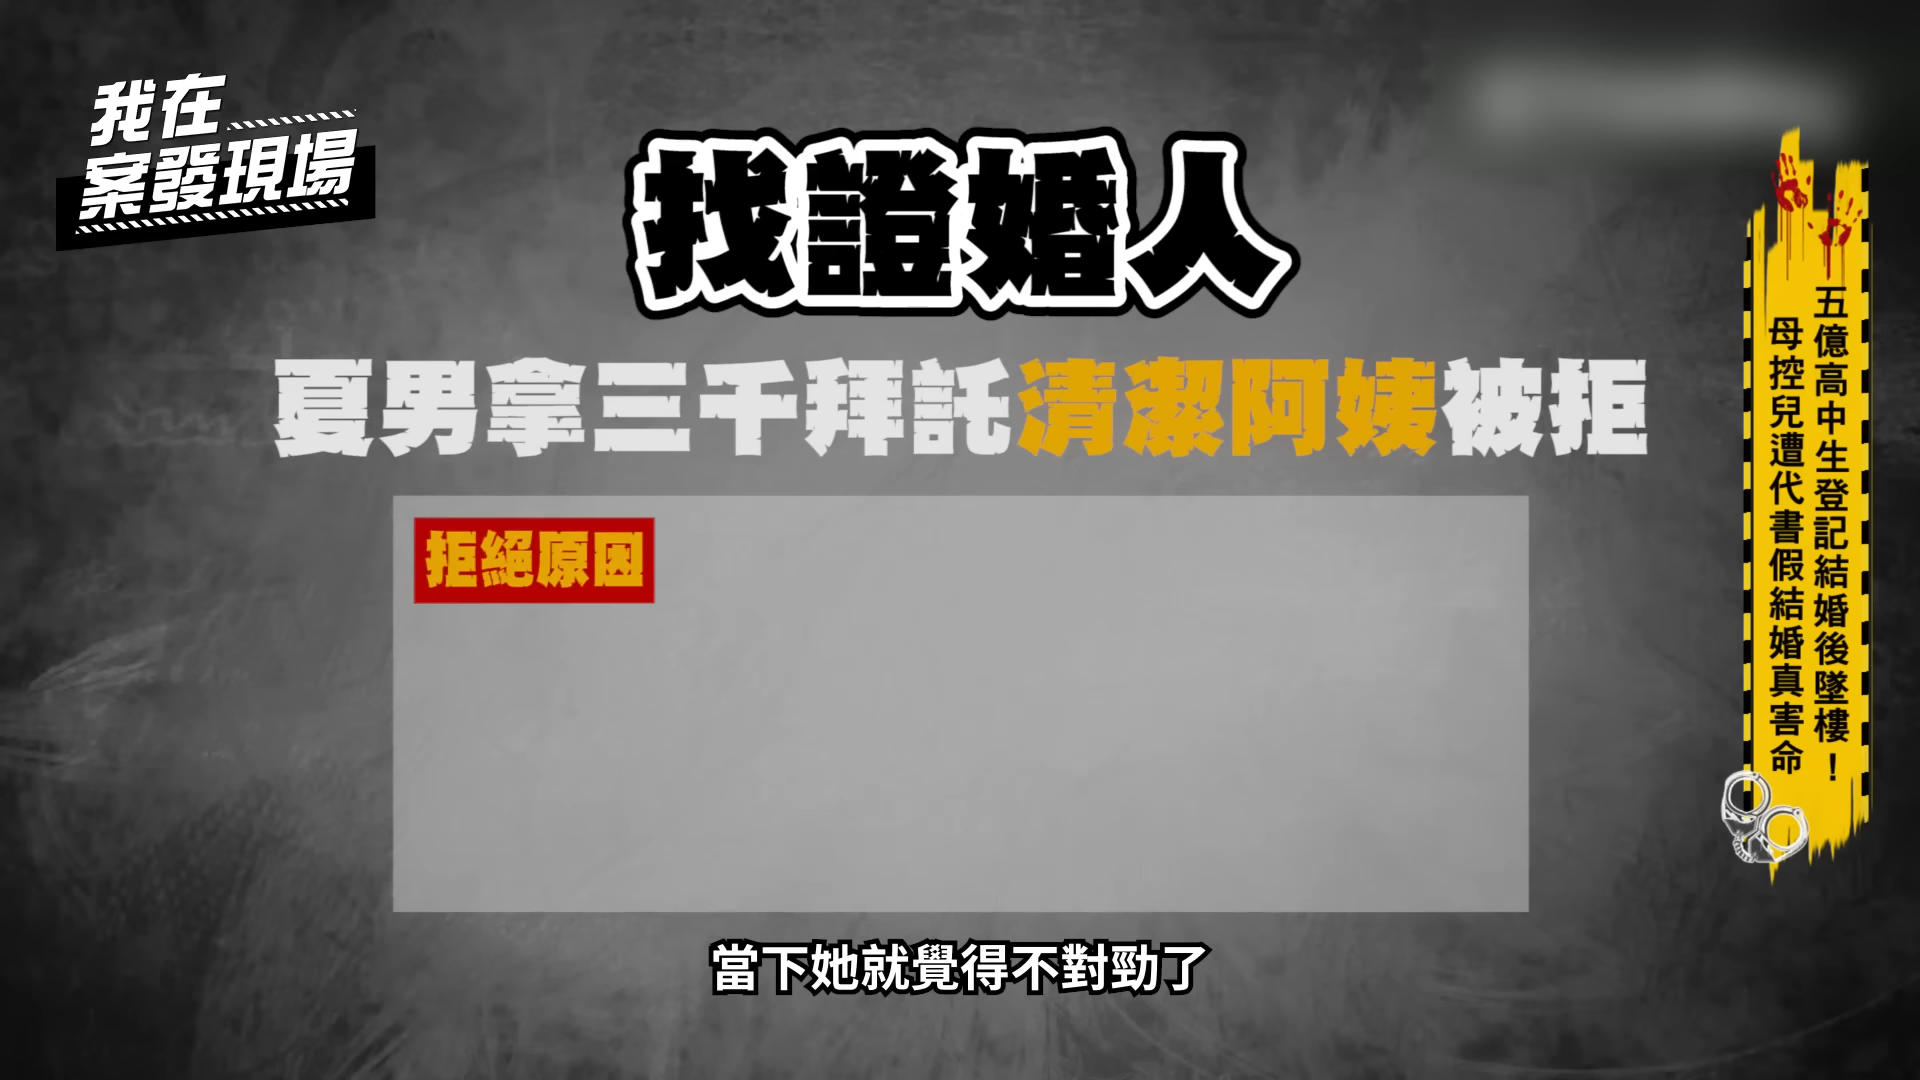 我在
案發現場
找證婚人
夏男拿三千拜託清潔阿姨被拒
拒絕原因
五億高中生登記結婚後墜樓！
母控兒遭代書假結婚真害命
當下她就覺得不對勁了